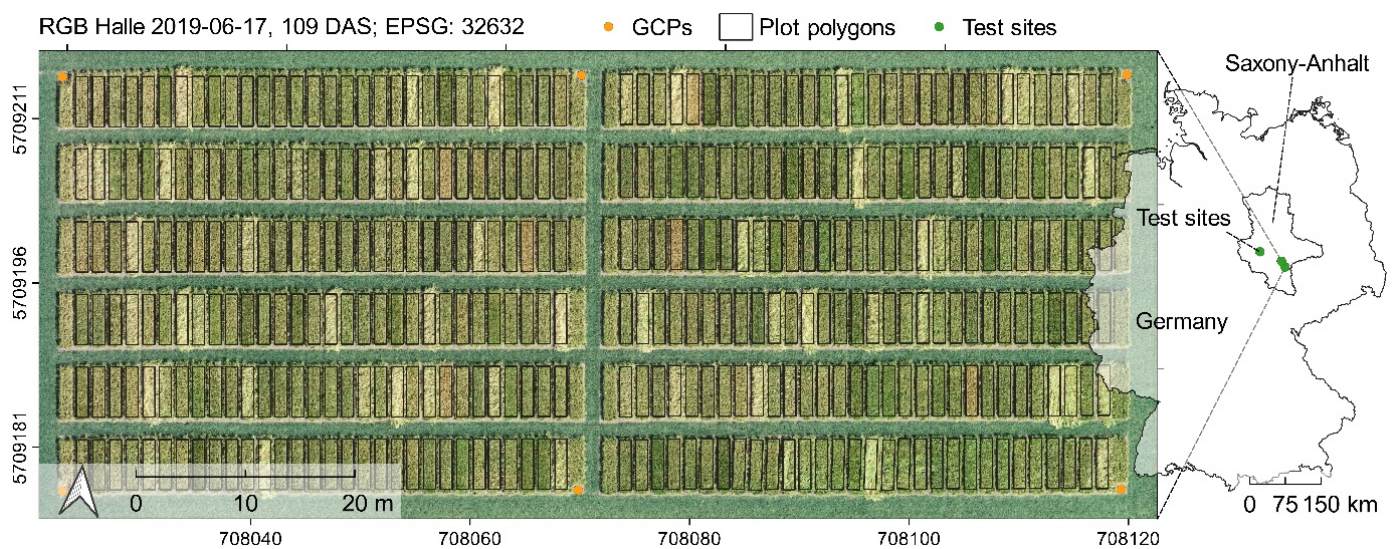 RGB Halle 2019-06-17, 109 DAS; EPSG: 32632 GCPs Plot polygons Test sites
Saxony-Anhalt
5709211
Test sites
5709196
Germany
5709181
0 10 20 m
0 75 150 km
708040 708060 708080 708100 708120